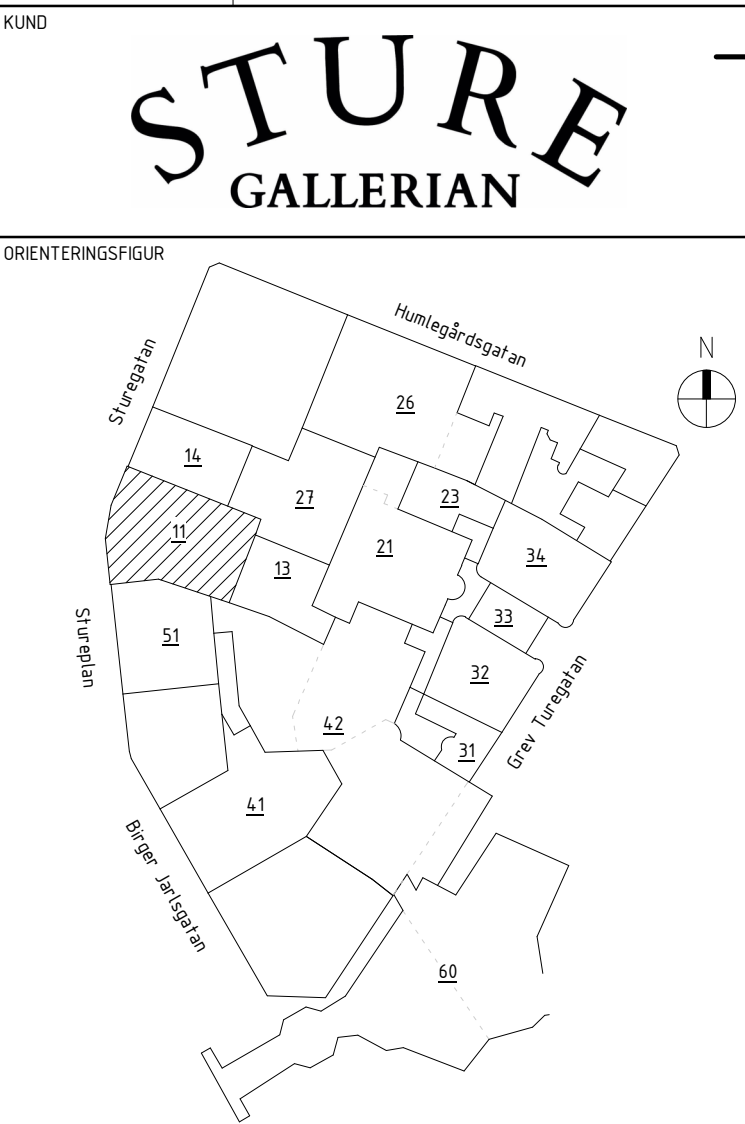 KUND
STURE
GALLERIAN
ORIENTERINGSFIGUR
Humlegårdsgatan
N
Sturegatan
26
14
27
23
11
21
34
13
33
51
Stureplan
32
42
Grev Turegatan
31
41
Birger Jarlsgatan
60